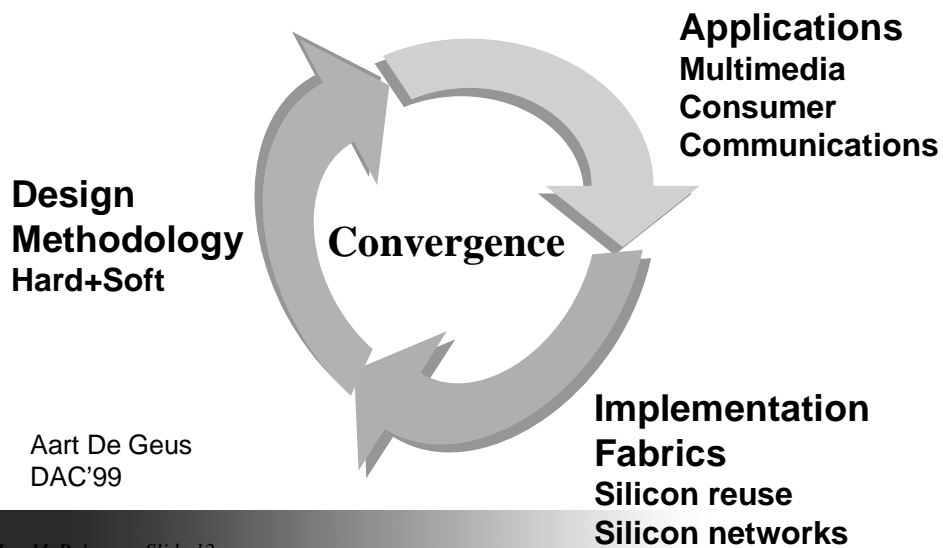 Applications
Multimedia
Consumer
Communications
Design
Methodology
Hard+Soft
Convergence
Implementation
Fabrics
Silicon reuse
Silicon networks
Aart De Geus
DAC'99